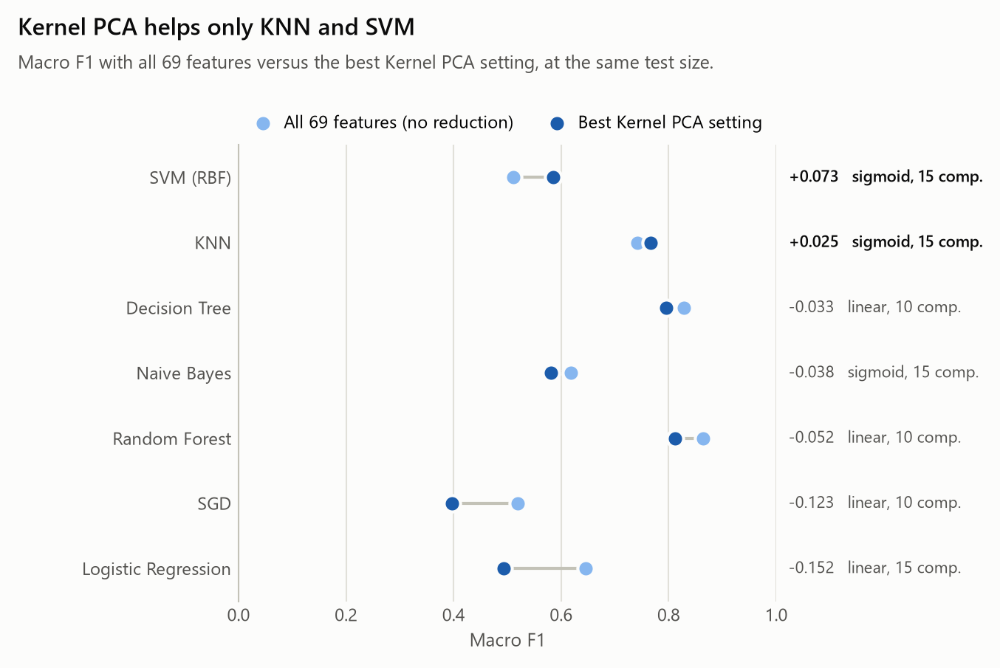 Kernel PCA helps only KNN and SVM
Macro F1 with all 69 features versus the best Kernel PCA setting, at the same test size.
All 69 features (no reduction) Best Kernel PCA setting
SVM (RBF) +0.073 sigmoid, 15 comp.
KNN +0.025 sigmoid, 15 comp.
Decision Tree -0.033 linear, 10 comp.
Naive Bayes -0.038 sigmoid, 15 comp.
Random Forest -0.052 linear, 10 comp.
SGD -0.123 linear, 10 comp.
Logistic Regression -0.152 linear, 15 comp.
0.0 0.2 0.4 0.6 0.8 1.0
Macro F1